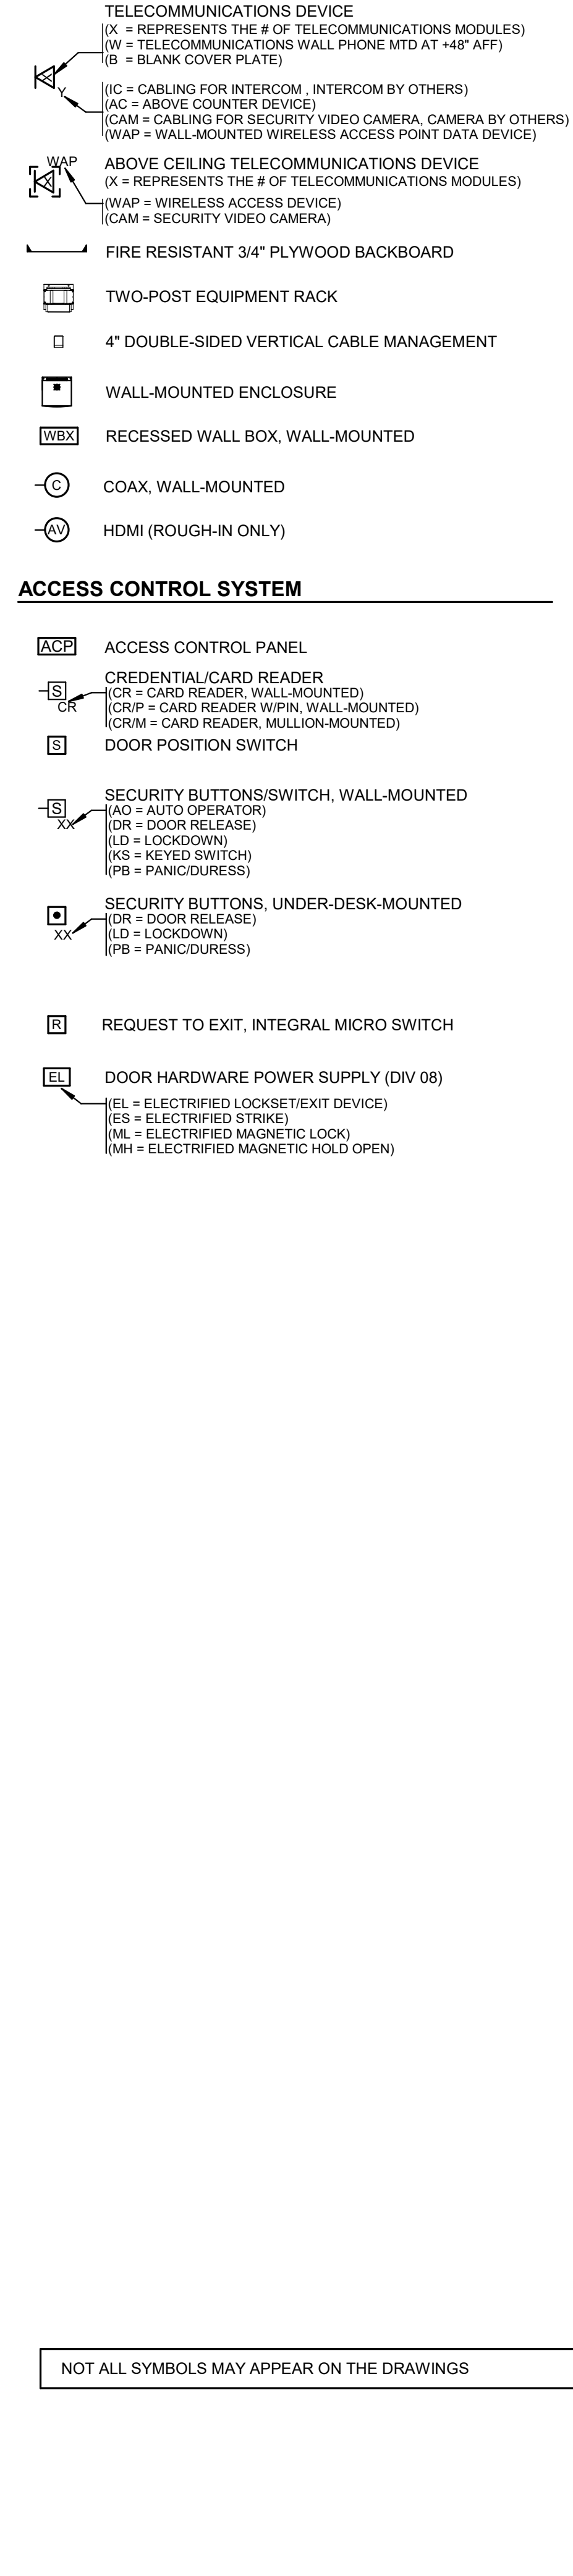 TELECOMMUNICATIONS DEVICE
(X = REPRESENTS THE # OF TELECOMMUNICATIONS MODULES)
(W = TELECOMMUNICATIONS WALL PHONE MTD AT +48" AFF)
(B = BLANK COVER PLATE)
X
Y
(IC = CABLING FOR INTERCOM , INTERCOM BY OTHERS)
(AC = ABOVE COUNTER DEVICE)
(CAM = CABLING FOR SECURITY VIDEO CAMERA, CAMERA BY OTHERS)
(WAP = WALL-MOUNTED WIRELESS ACCESS POINT DATA DEVICE)
WAP
X
ABOVE CEILING TELECOMMUNICATIONS DEVICE
(X = REPRESENTS THE # OF TELECOMMUNICATIONS MODULES)
(WAP = WIRELESS ACCESS DEVICE)
(CAM = SECURITY VIDEO CAMERA)
FIRE RESISTANT 3/4" PLYWOOD BACKBOARD
TWO-POST EQUIPMENT RACK
4" DOUBLE-SIDED VERTICAL CABLE MANAGEMENT
WALL-MOUNTED ENCLOSURE
WBX RECESSED WALL BOX, WALL-MOUNTED
C COAX, WALL-MOUNTED
AV HDMI (ROUGH-IN ONLY)
ACCESS CONTROL SYSTEM
ACP ACCESS CONTROL PANEL
CREDENTIAL/CARD READER
S (CR = CARD READER, WALL-MOUNTED)
CR (CR/P = CARD READER W/PIN, WALL-MOUNTED)
(CR/M = CARD READER, MULLION-MOUNTED)
S DOOR POSITION SWITCH
SECURITY BUTTONS/SWITCH, WALL-MOUNTED
S (AO = AUTO OPERATOR)
XX (DR = DOOR RELEASE)
(LD = LOCKDOWN)
(KS = KEYED SWITCH)
(PB = PANIC/DURESS)
SECURITY BUTTONS, UNDER-DESK-MOUNTED
(DR = DOOR RELEASE)
XX (LD = LOCKDOWN)
(PB = PANIC/DURESS)
R REQUEST TO EXIT, INTEGRAL MICRO SWITCH
EL DOOR HARDWARE POWER SUPPLY (DIV 08)
(EL = ELECTRIFIED LOCKSET/EXIT DEVICE)
(ES = ELECTRIFIED STRIKE)
(ML = ELECTRIFIED MAGNETIC LOCK)
(MH = ELECTRIFIED MAGNETIC HOLD OPEN)
NOT ALL SYMBOLS MAY APPEAR ON THE DRAWINGS